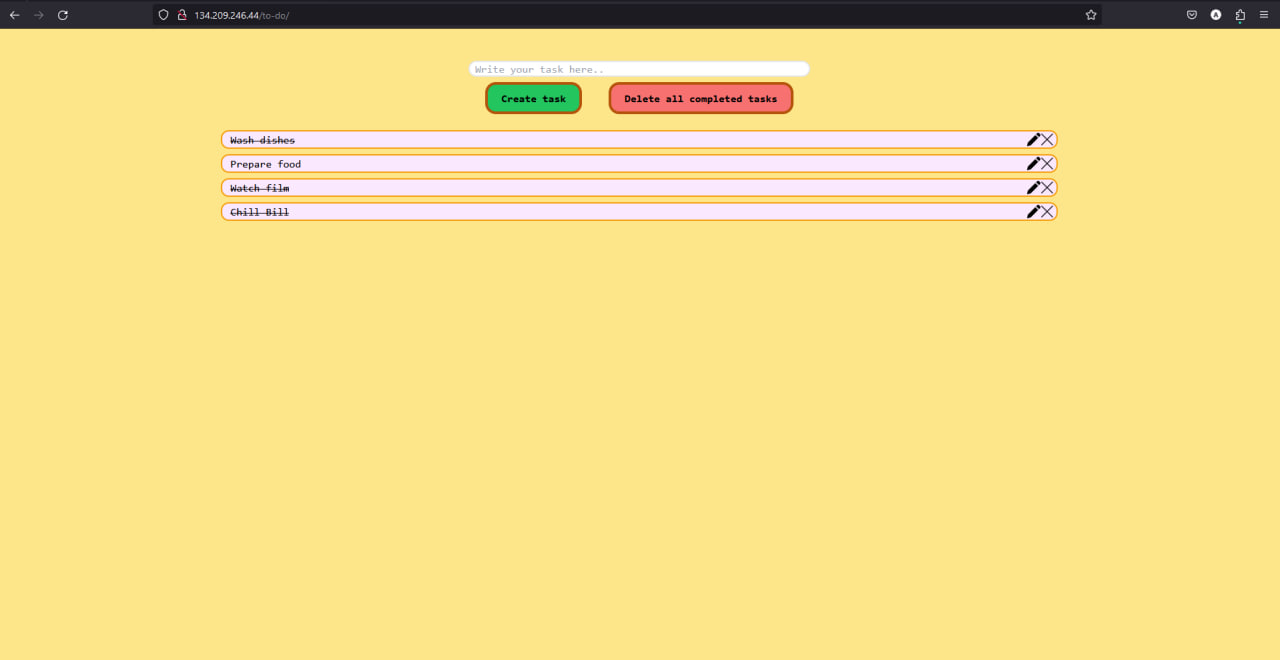 134.209.246.44/to-do/
Write your task here..
Create task Delete all completed tasks
Wash dishes
Prepare food
Watch film
Chill Bill